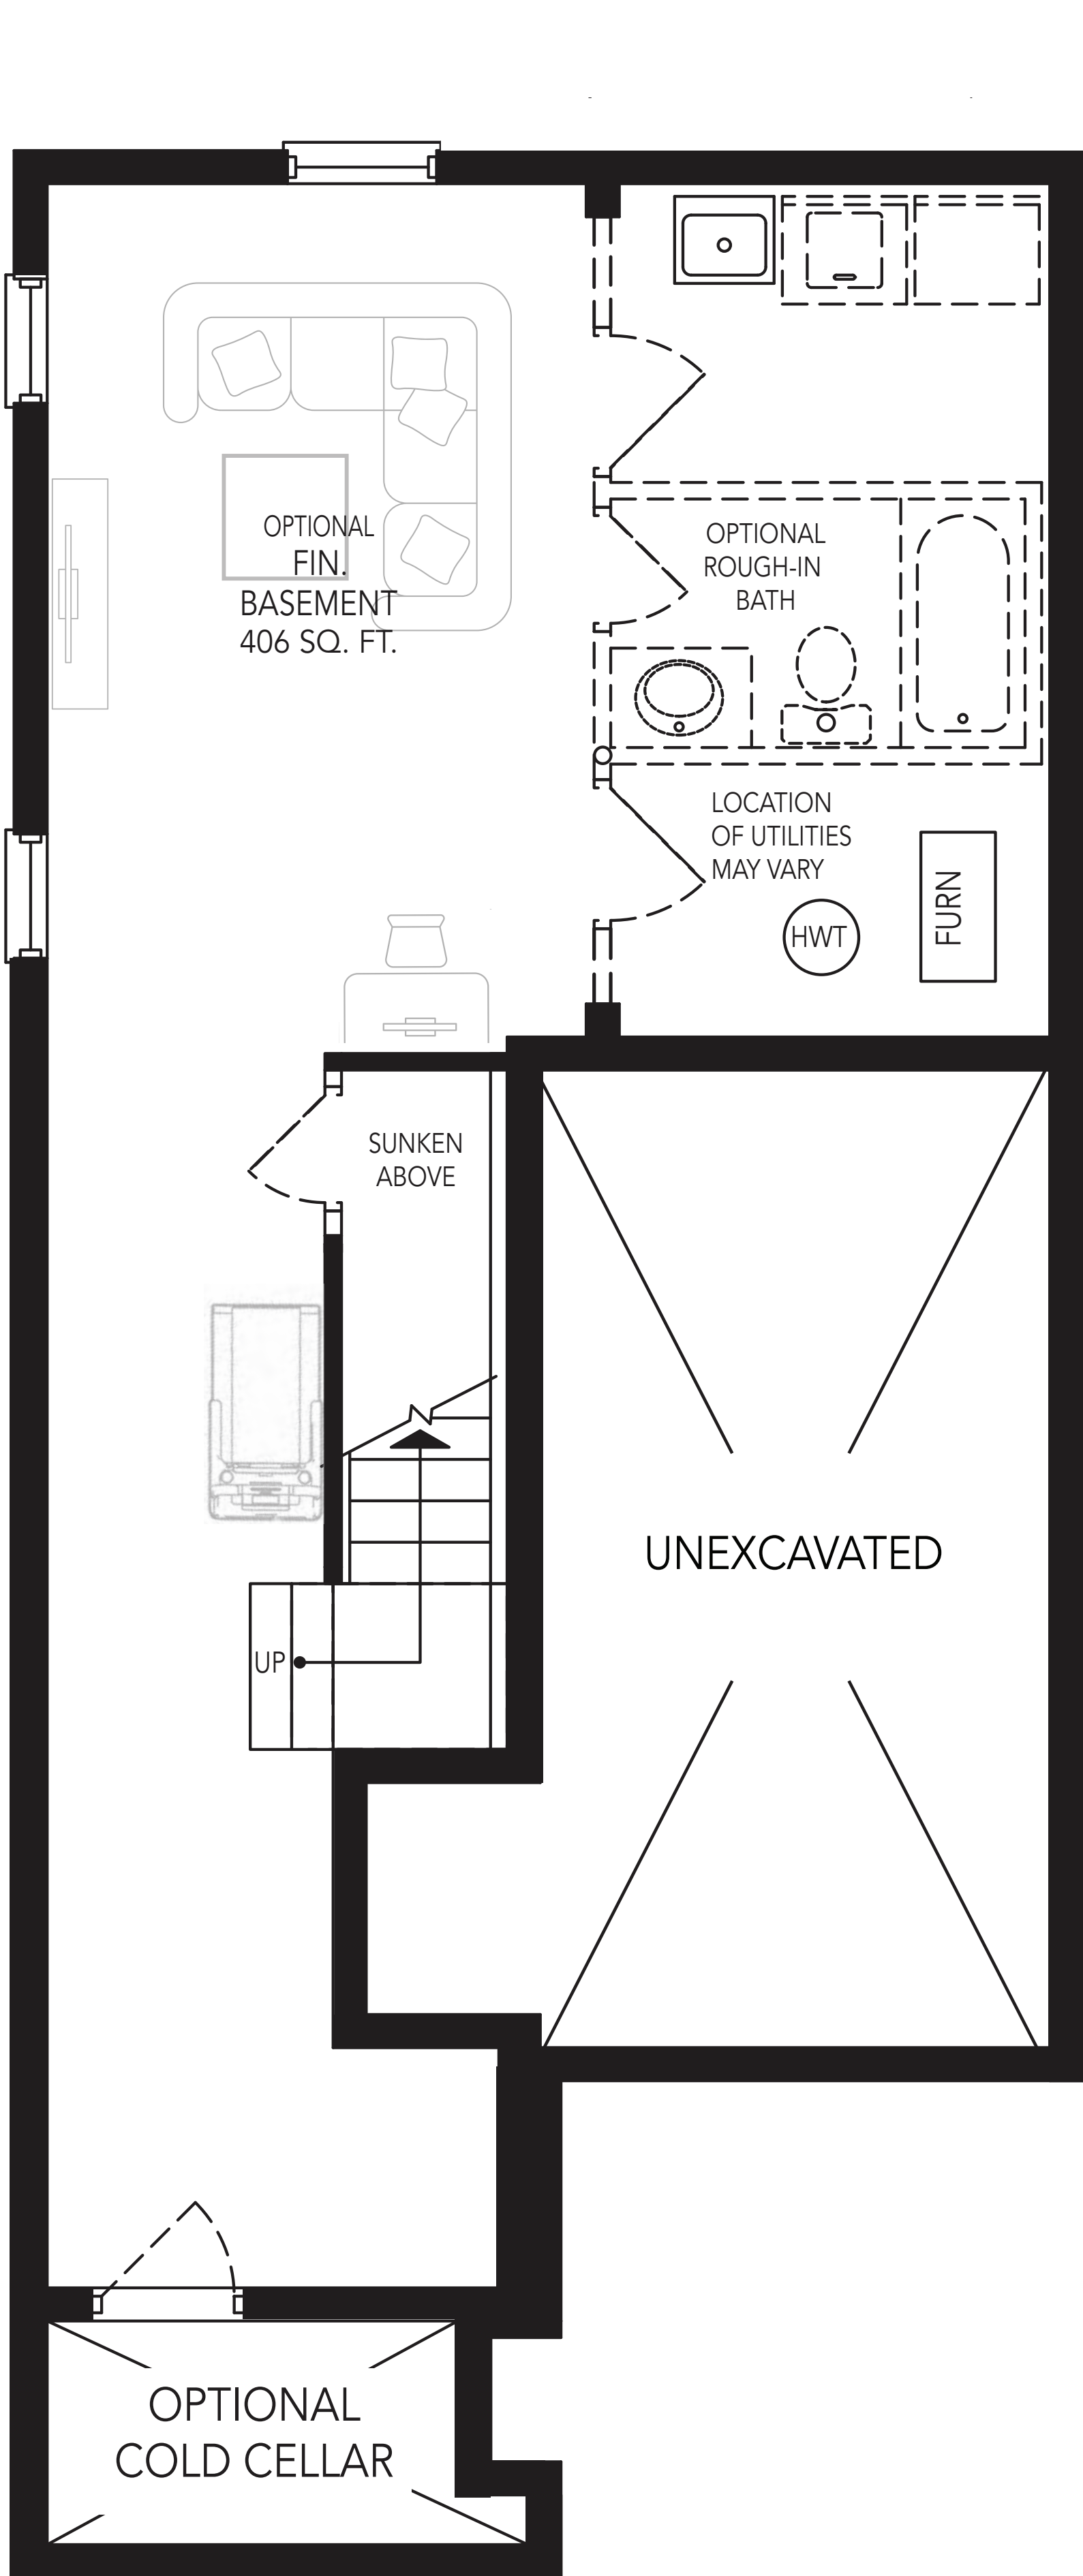 OPTIONAL
FIN.
BASEMENT
406 SQ. FT.
OPTIONAL
ROUGH-IN
BATH
LOCATION
OF UTILITIES
MAY VARY
HWT
FURN
SUNKEN
ABOVE
UNEXCAVATED
UP
OPTIONAL
COLD CELLAR